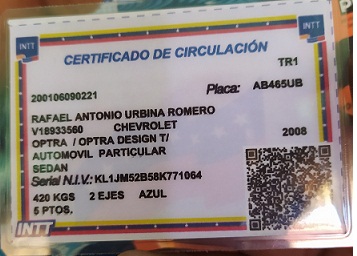 INTT INTT
CERTIFICADO DE CIRCULACIÓN
TR1
200106090221 Placa: AB465UB
RAFAEL ANTONIO URBINA ROMERO
V18933560 CHEVROLET
OPTRA / OPTRA DESIGN T/ 2008
AUTOMOVIL PARTICULAR
SEDAN
Serial N.I.V.: KL1JM52B58K771064
420 KGS 2 EJES AZUL
5 PTOS.
INTT